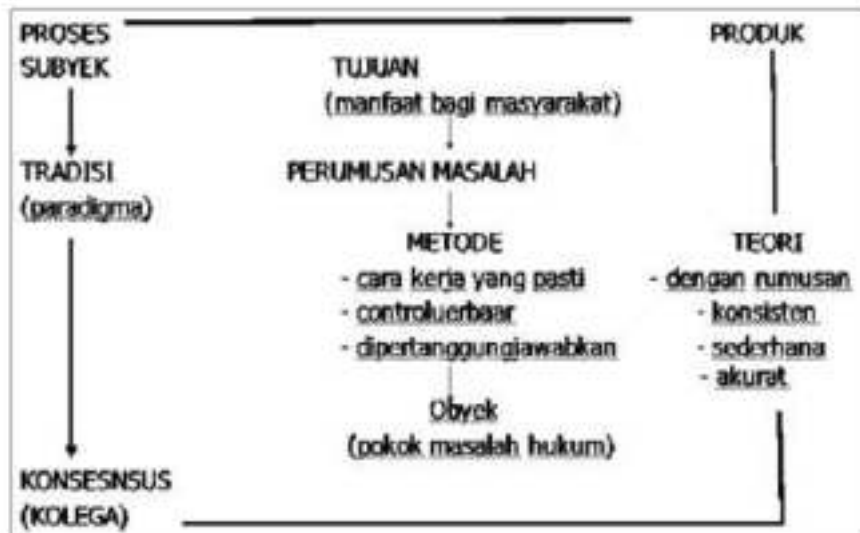 PROSES
SUBYEK
TRADISI
(paradigma)
KONSESNSUS
(KOLEGA)
TUJUAN
(manfaat bagi masyarakat)
PERUMUSAN MASALAH
METODE
- cara kerja yang pasti
- controluerbaar
- dipertanggungjawabkan
Obyek
(pokok masalah hukum)
PRODUK
TEORI
- dengan rumusan
- konsisten
- sederhana
- akurat